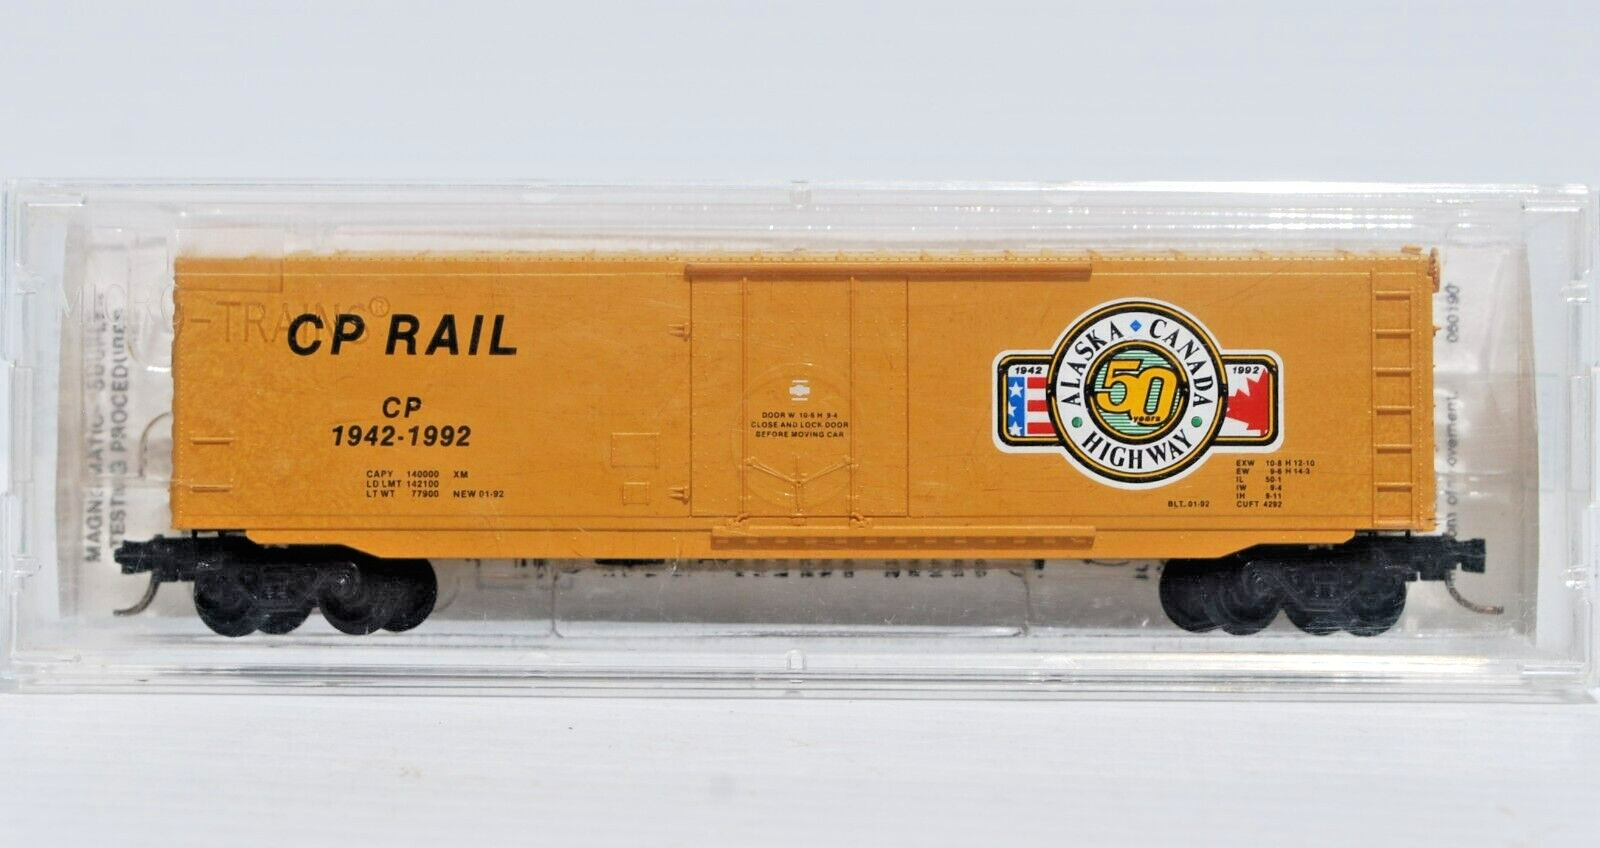 MICRO-TRAINS®
CP RAIL
CP
1942-1992
CAPY 140000 XM
LD LMT 142100
LT WT 77900 NEW 01-92
DOOR W 10-6 H 9-4
CLOSE AND LOCK DOOR
BEFORE MOVING CAR
1942
ALASKA CANADA
1992
50
years
HIGHWAY
EXW 10-8 H 12-10
EW 9-6 H 14-3
IL 50-1
IW 9-4
IH 9-11
CUFT 4292
BLT. 01-92
060190